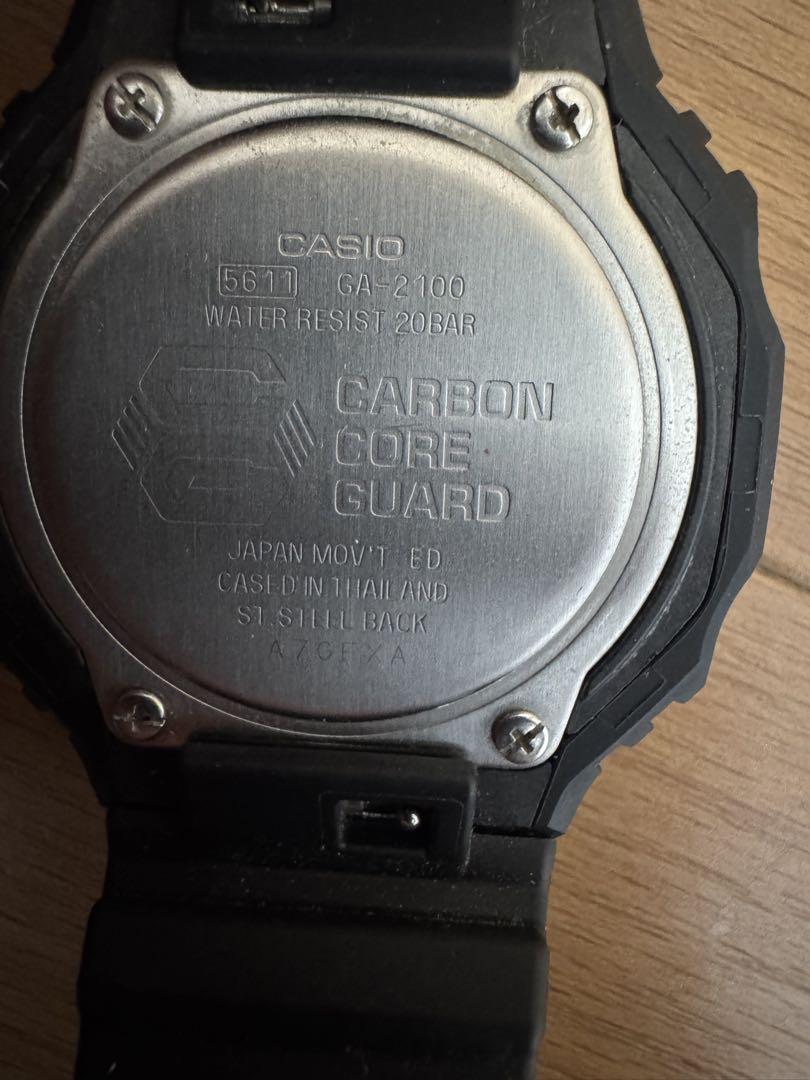 CASIO
5611 GA-2100
WATER RESIST 20BAR
CARBON
CORE
GUARD
JAPAN MOV'T ED
CASED IN THAILAND
ST. STEEL BACK